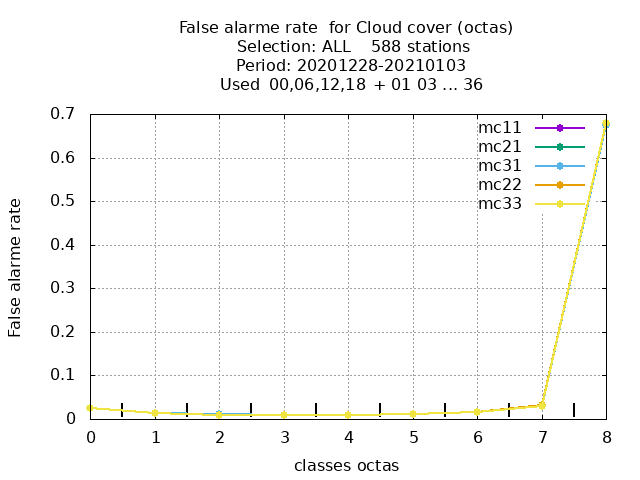 False alarme rate  for Cloud cover (octas)
Selection: ALL    588 stations
Period: 20201228-20210103
Used  00,06,12,18  + 01 03 ... 36
False alarme rate
0.7
0.6
0.5
0.4
0.3
0.2
0.1
0
mc11
mc21
mc31
mc22
mc33
0 1 2 3 4 5 6 7 8
classes octas